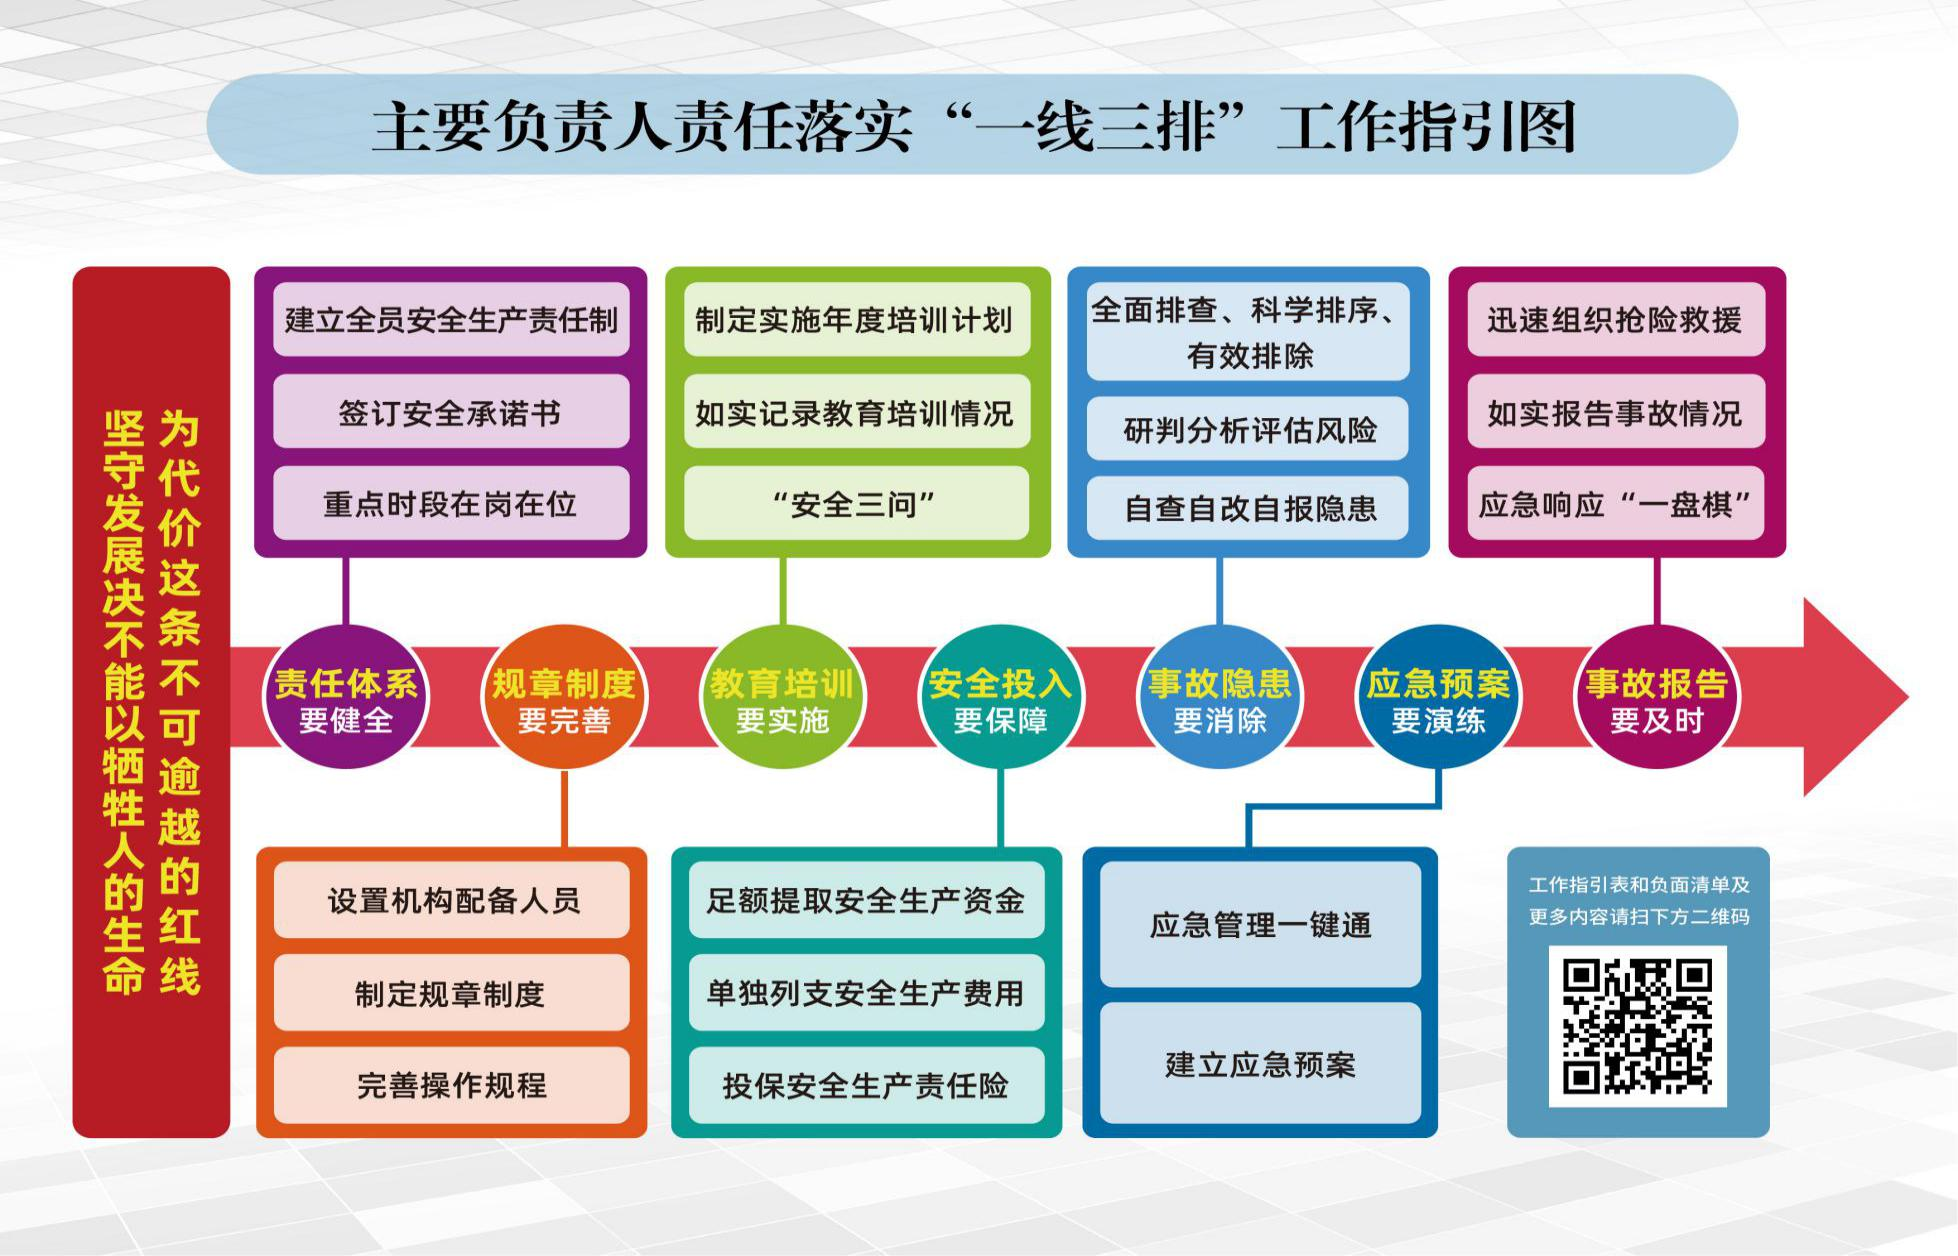 主要负责人责任落实“一线三排”工作指引图
坚守发展决不能以牺牲人的生命
为代价这条不可逾越的红线
建立全员安全生产责任制
签订安全承诺书
重点时段在岗在位
制定实施年度培训计划
如实记录教育培训情况
“安全三问”
全面排查、科学排序、
有效排除
研判分析评估风险
自查自改自报隐患
迅速组织抢险救援
如实报告事故情况
应急响应“一盘棋”
责任体系
要健全
规章制度
要完善
教育培训
要实施
安全投入
要保障
事故隐患
要消除
应急预案
要演练
事故报告
要及时
设置机构配备人员
制定规章制度
完善操作规程
足额提取安全生产资金
单独列支安全生产费用
投保安全生产责任险
应急管理一键通
建立应急预案
工作指引表和负面清单及
更多内容请扫下方二维码